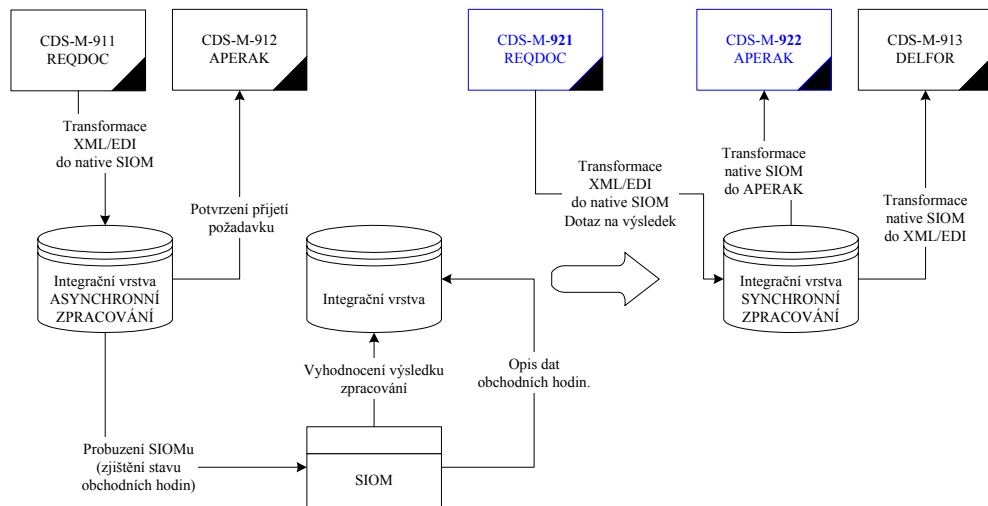 CDS-M-911
REQDOC
CDS-M-912
APERAK
CDS-M-921
REQDOC
CDS-M-922
APERAK
CDS-M-913
DELFOR
Transformace
XML/EDI
do native SIOM
Potvrzení přijetí
požadavku
Transformace
XML/EDI
do native SIOM
Dotaz na výsledek
Transformace
native SIOM
do APERAK
Transformace
native SIOM
do XML/EDI
Integrační vrstva
ASYNCHRONNÍ
ZPRACOVÁNÍ
Integrační vrstva
Integrační vrstva
SYNCHRONNÍ
ZPRACOVÁNÍ
Vyhodnocení výsledku
zpracování
Opis dat
obchodních hodin.
Probuzení SIOMu
(zjištění stavu
obchodních hodin)
SIOM